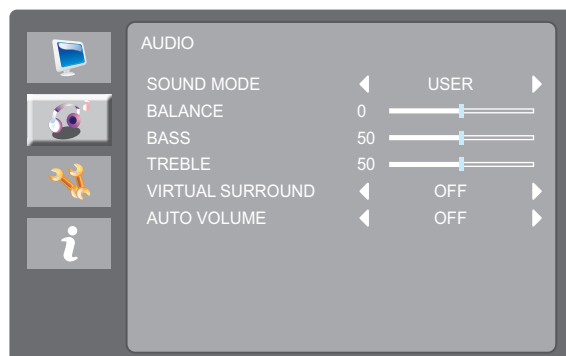 AUDIO
SOUND MODE USER
BALANCE 0
BASS 50
TREBLE 50
VIRTUAL SURROUND OFF
AUTO VOLUME OFF
i